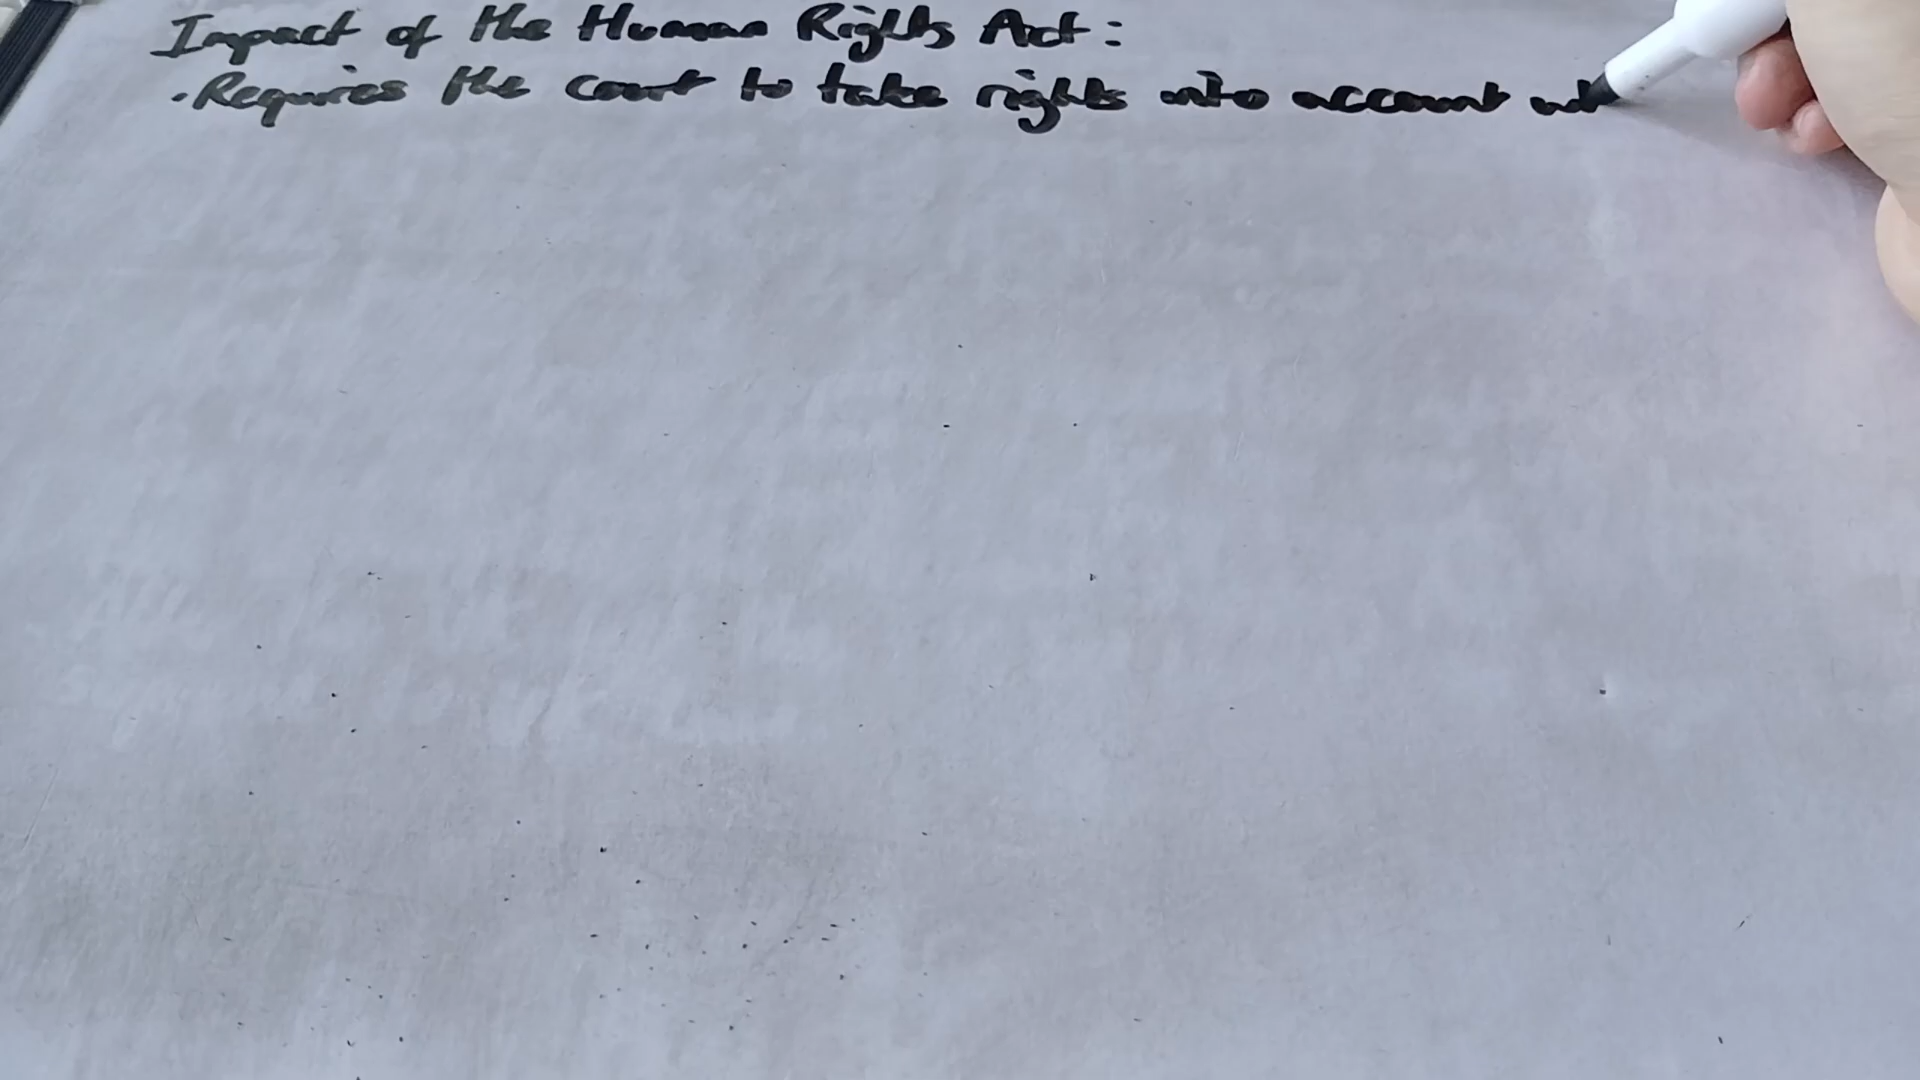 Impact of the Human Rights Act:
· Requires the court to take rights into account